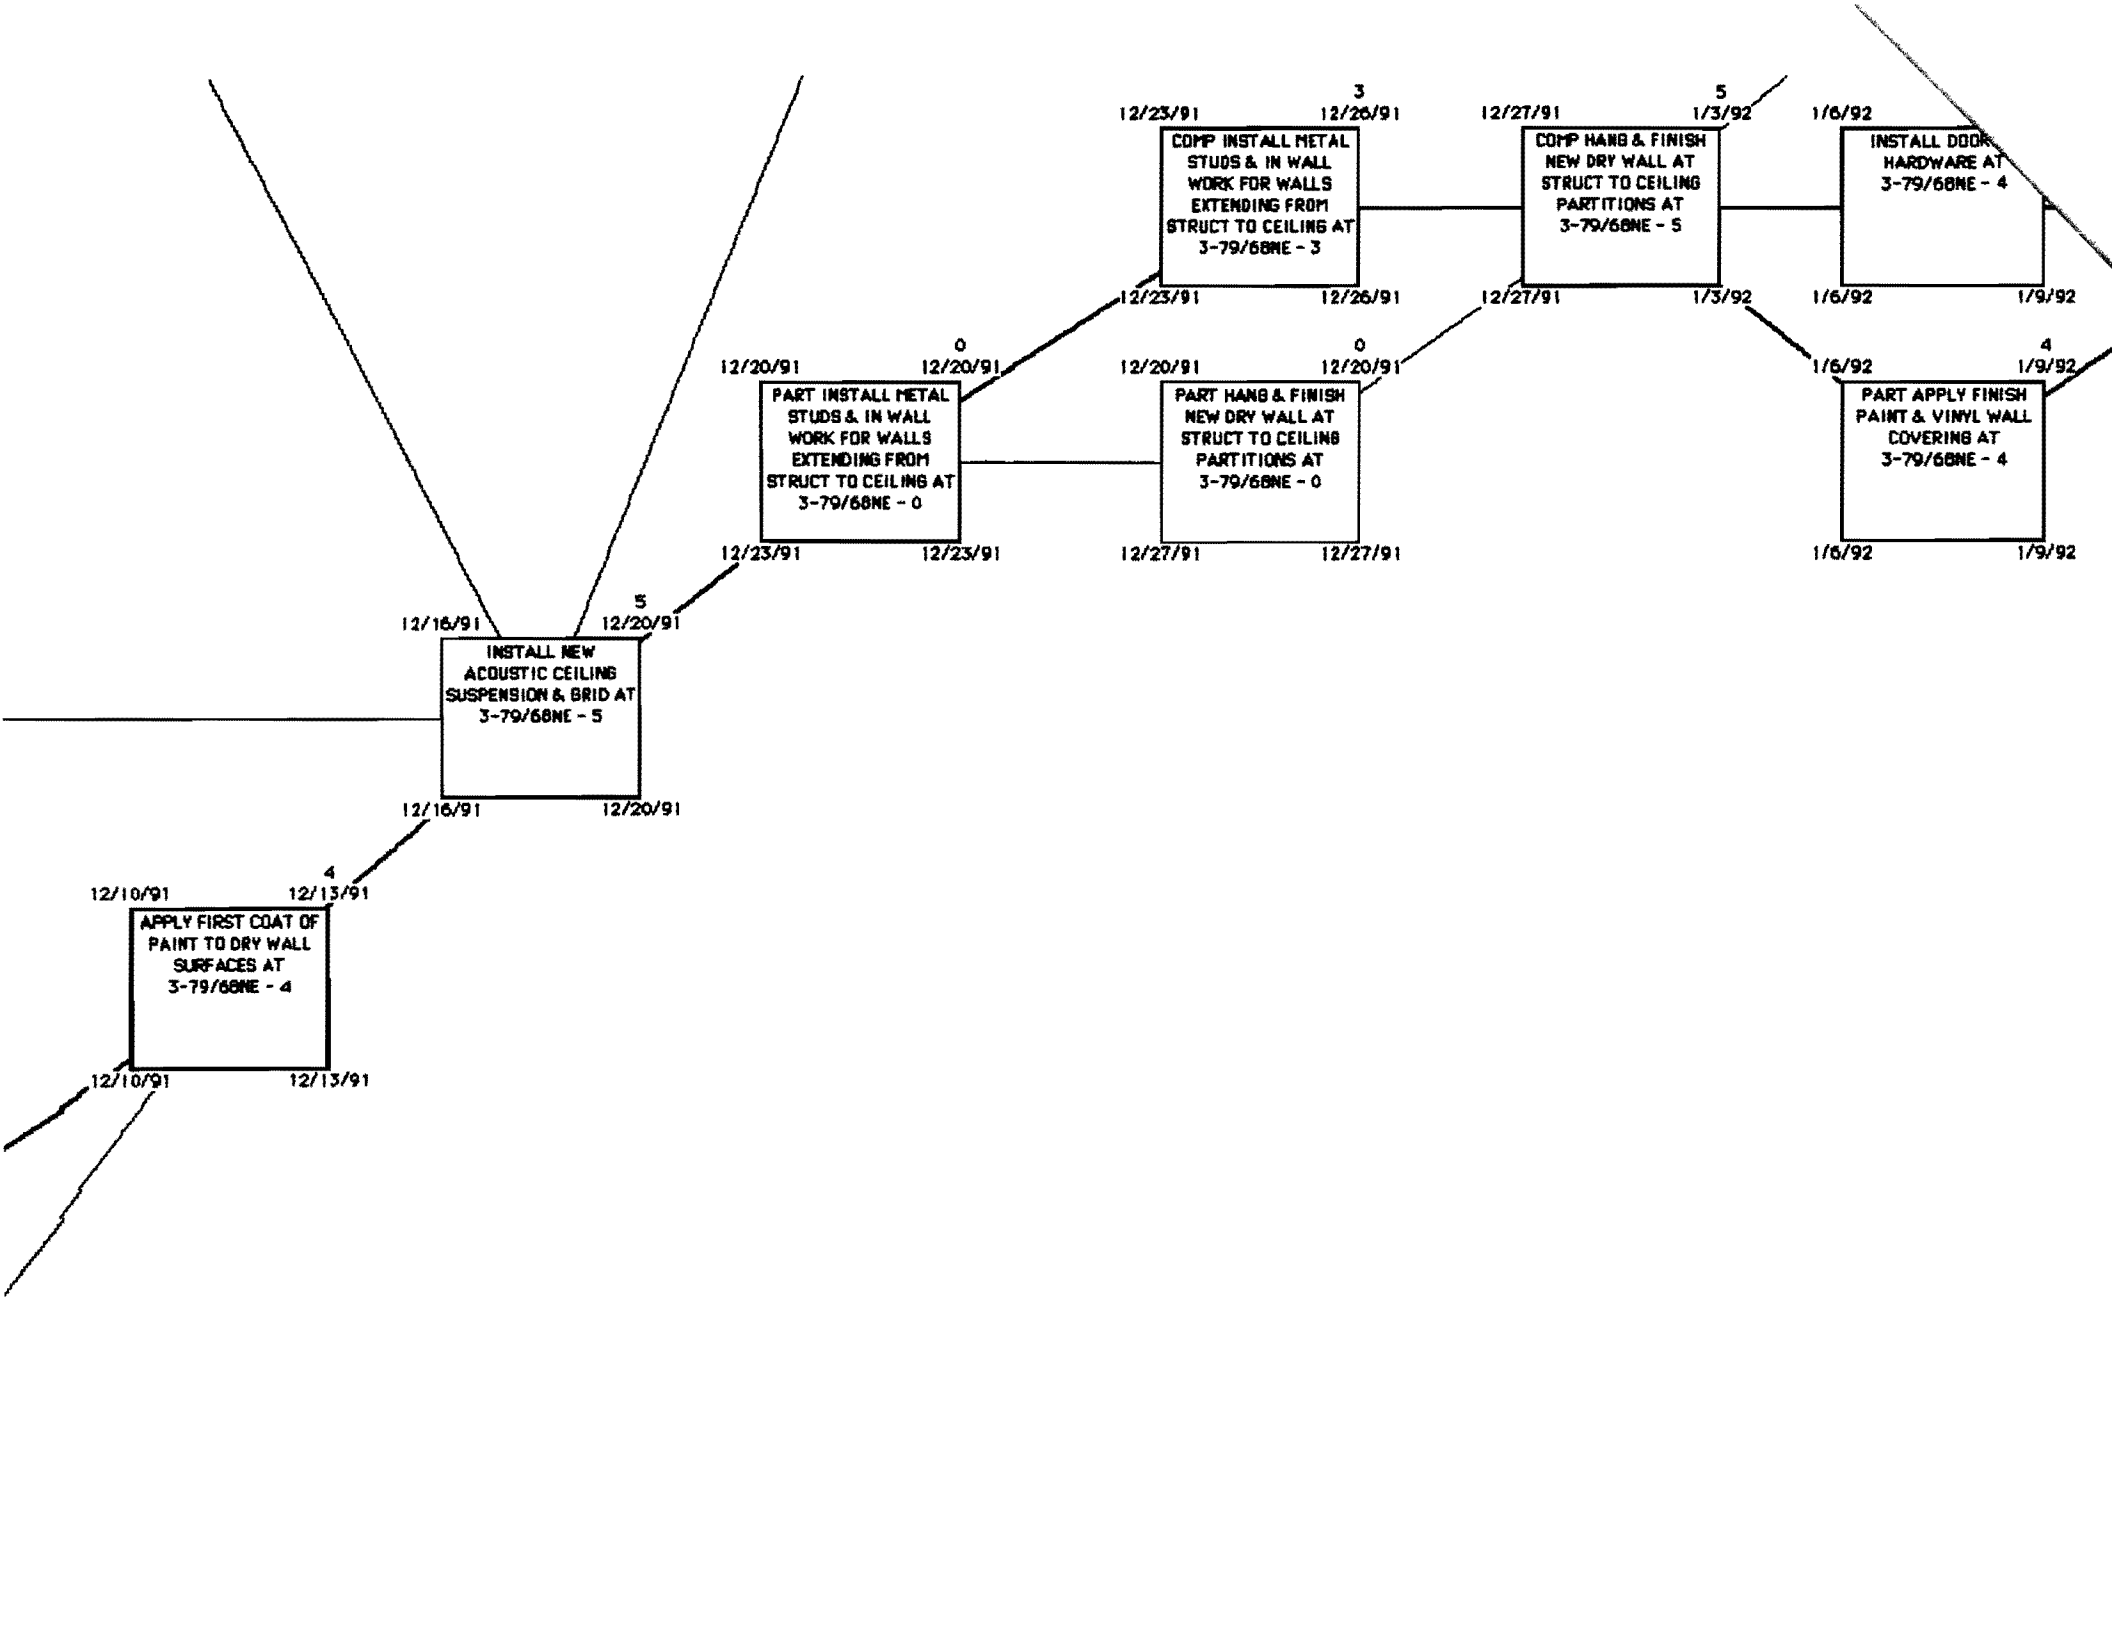 3
12/23/91 12/26/91
COMP INSTALL METAL
STUDS & IN WALL
WORK FOR WALLS
EXTENDING FROM
STRUCT TO CEILING AT
3-79/68NE - 3
12/23/91 12/26/91
5
12/27/91 1/3/92
COMP HANG & FINISH
NEW DRY WALL AT
STRUCT TO CEILING
PARTITIONS AT
3-79/68NE - 5
12/27/91 1/3/92
1/6/92
INSTALL DOOR
HARDWARE AT
3-79/68NE - 4
1/6/92 1/9/92
0
12/20/91 12/20/91
PART INSTALL METAL
STUDS & IN WALL
WORK FOR WALLS
EXTENDING FROM
STRUCT TO CEILING AT
3-79/68NE - 0
12/23/91 12/23/91
0
12/20/91 12/20/91
PART HANG & FINISH
NEW DRY WALL AT
STRUCT TO CEILING
PARTITIONS AT
3-79/68NE - 0
12/27/91 12/27/91
4
1/6/92 1/9/92
PART APPLY FINISH
PAINT & VINYL WALL
COVERING AT
3-79/68NE - 4
1/6/92 1/9/92
5
12/16/91 12/20/91
INSTALL NEW
ACOUSTIC CEILING
SUSPENSION & GRID AT
3-79/68NE - 5
12/16/91 12/20/91
4
12/10/91 12/13/91
APPLY FIRST COAT OF
PAINT TO DRY WALL
SURFACES AT
3-79/68NE - 4
12/10/91 12/13/91